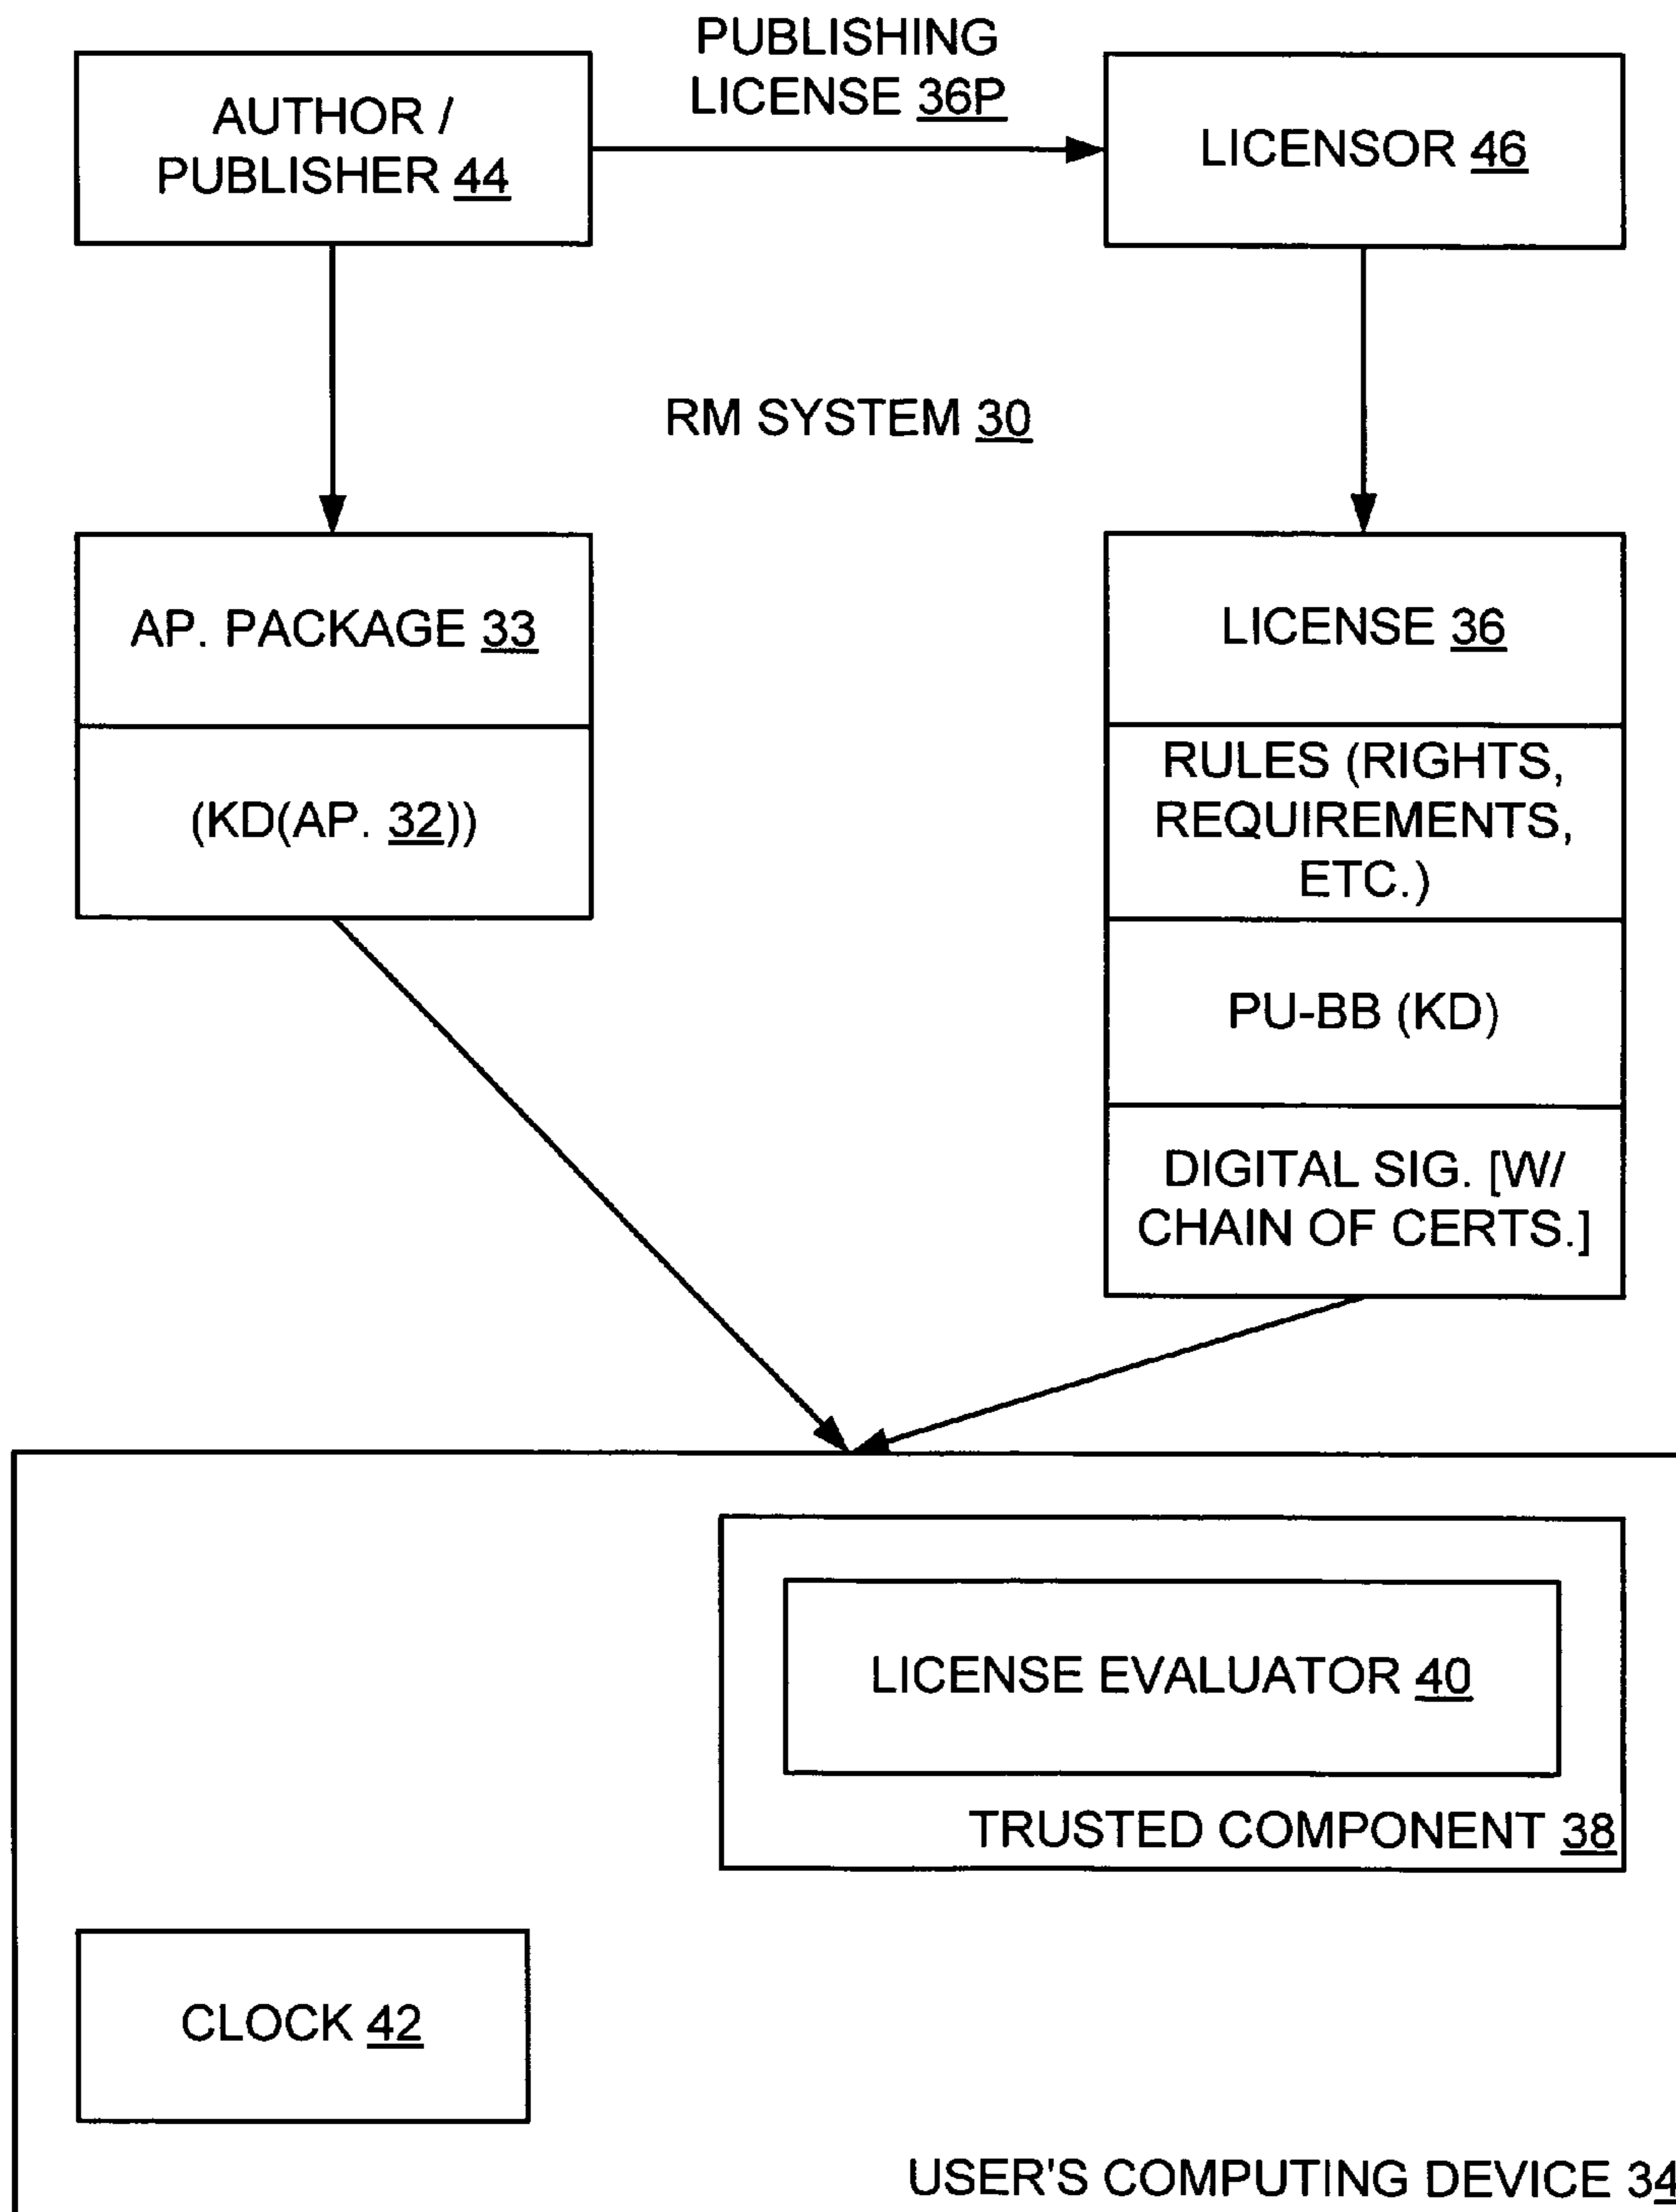 PUBLISHING
LICENSE 36P
AUTHOR /
PUBLISHER 44
LICENSOR 46
RM SYSTEM 30
AP. PACKAGE 33
(KD(AP. 32))
LICENSE 36
RULES (RIGHTS,
REQUIREMENTS,
ETC.)
PU-BB (KD)
DIGITAL SIG. [W/
CHAIN OF CERTS.]
LICENSE EVALUATOR 40
TRUSTED COMPONENT 38
CLOCK 42
USER'S COMPUTING DEVICE 34